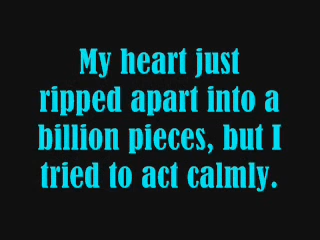 My heart just
ripped apart into a
billion pieces, but I
tried to act calmly.